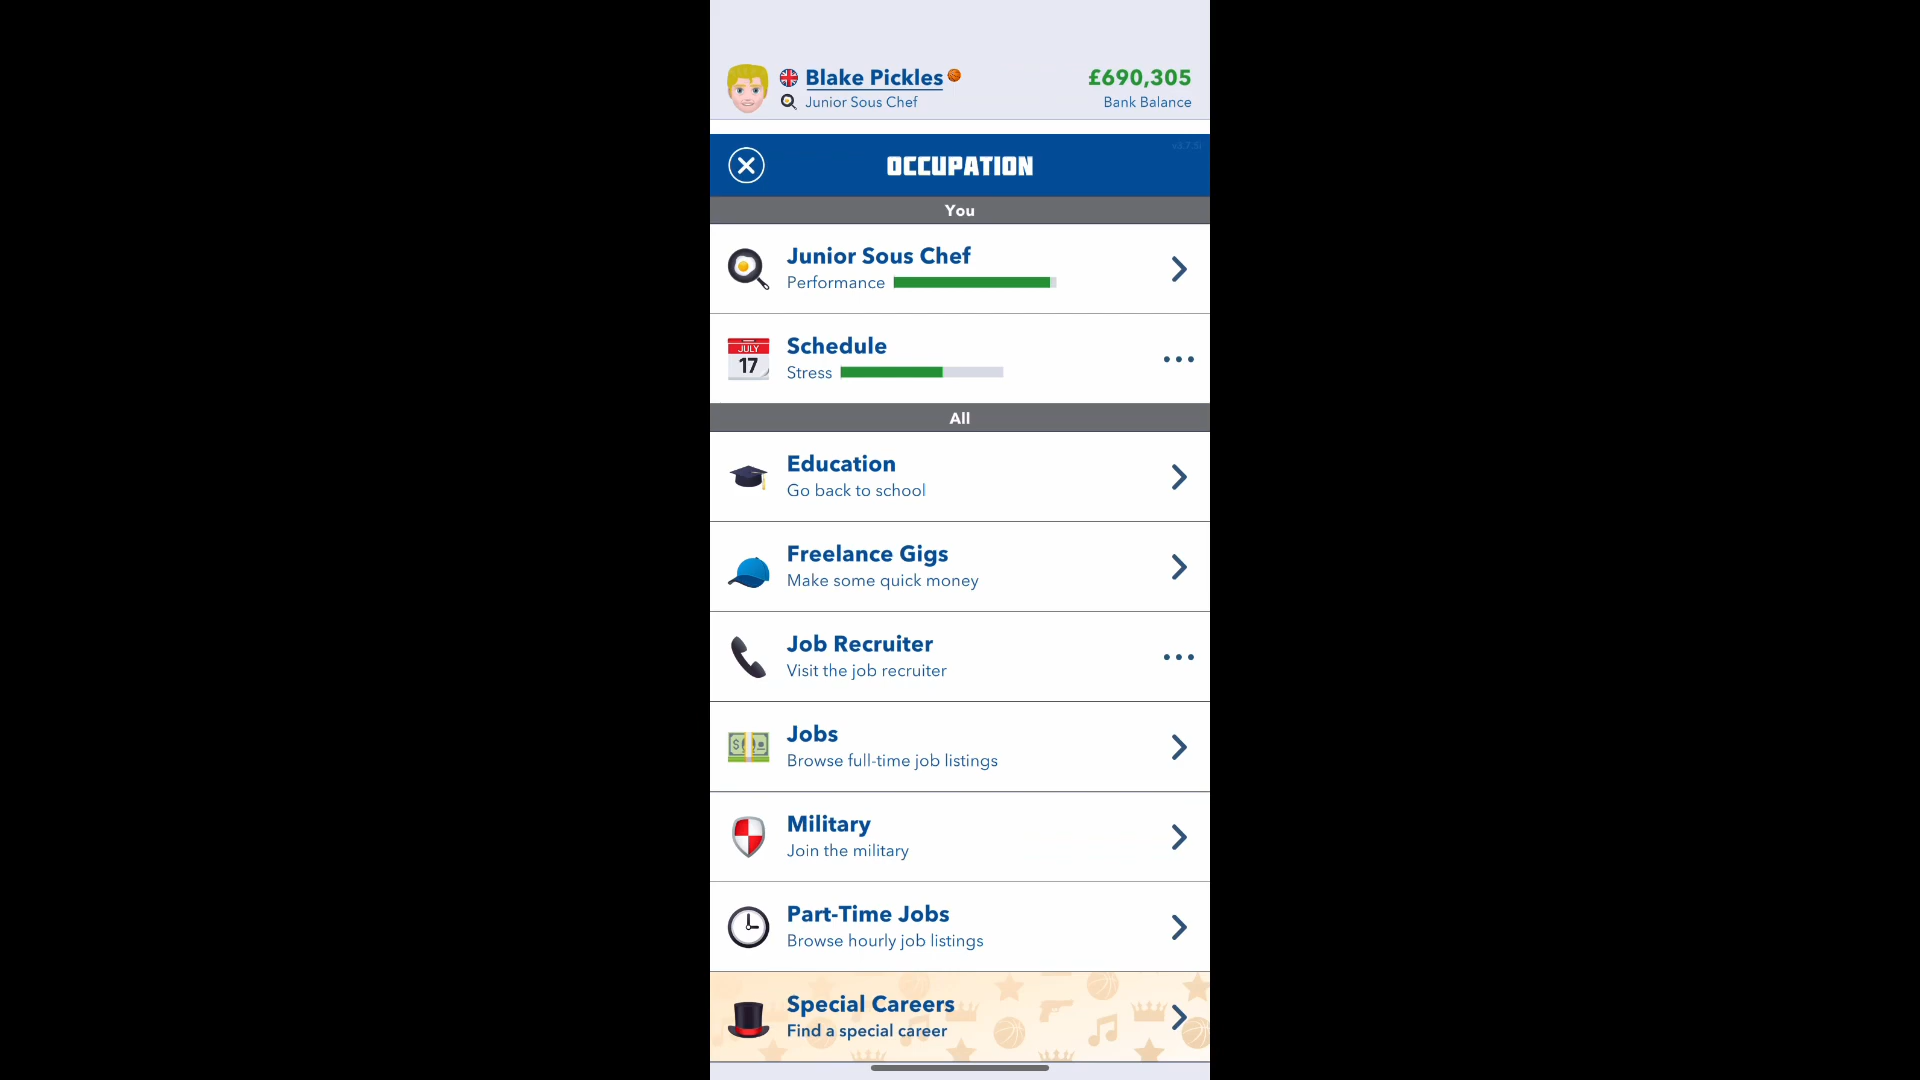 Blake Pickles
£690,305
Junior Sous Chef
Bank Balance
v3.7.5i
OCCUPATION
You
Junior Sous Chef
Performance
JULY
17
Schedule
Stress
All
Education
Go back to school
Freelance Gigs
Make some quick money
Job Recruiter
Visit the job recruiter
Jobs
Browse full-time job listings
Military
Join the military
Part-Time Jobs
Browse hourly job listings
Special Careers
Find a special career